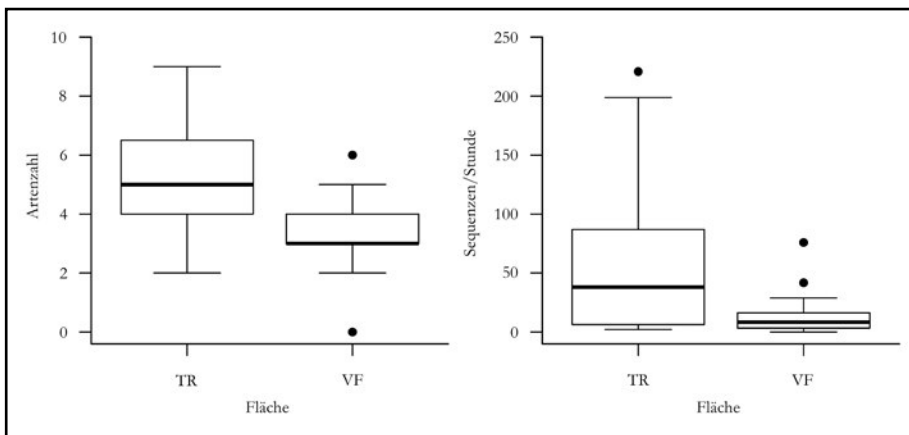 Artenzahl
10
8
6
4
2
0
TR VF
Fläche
Sequenzen/Stunde
250
200
150
100
50
0
TR VF
Fläche